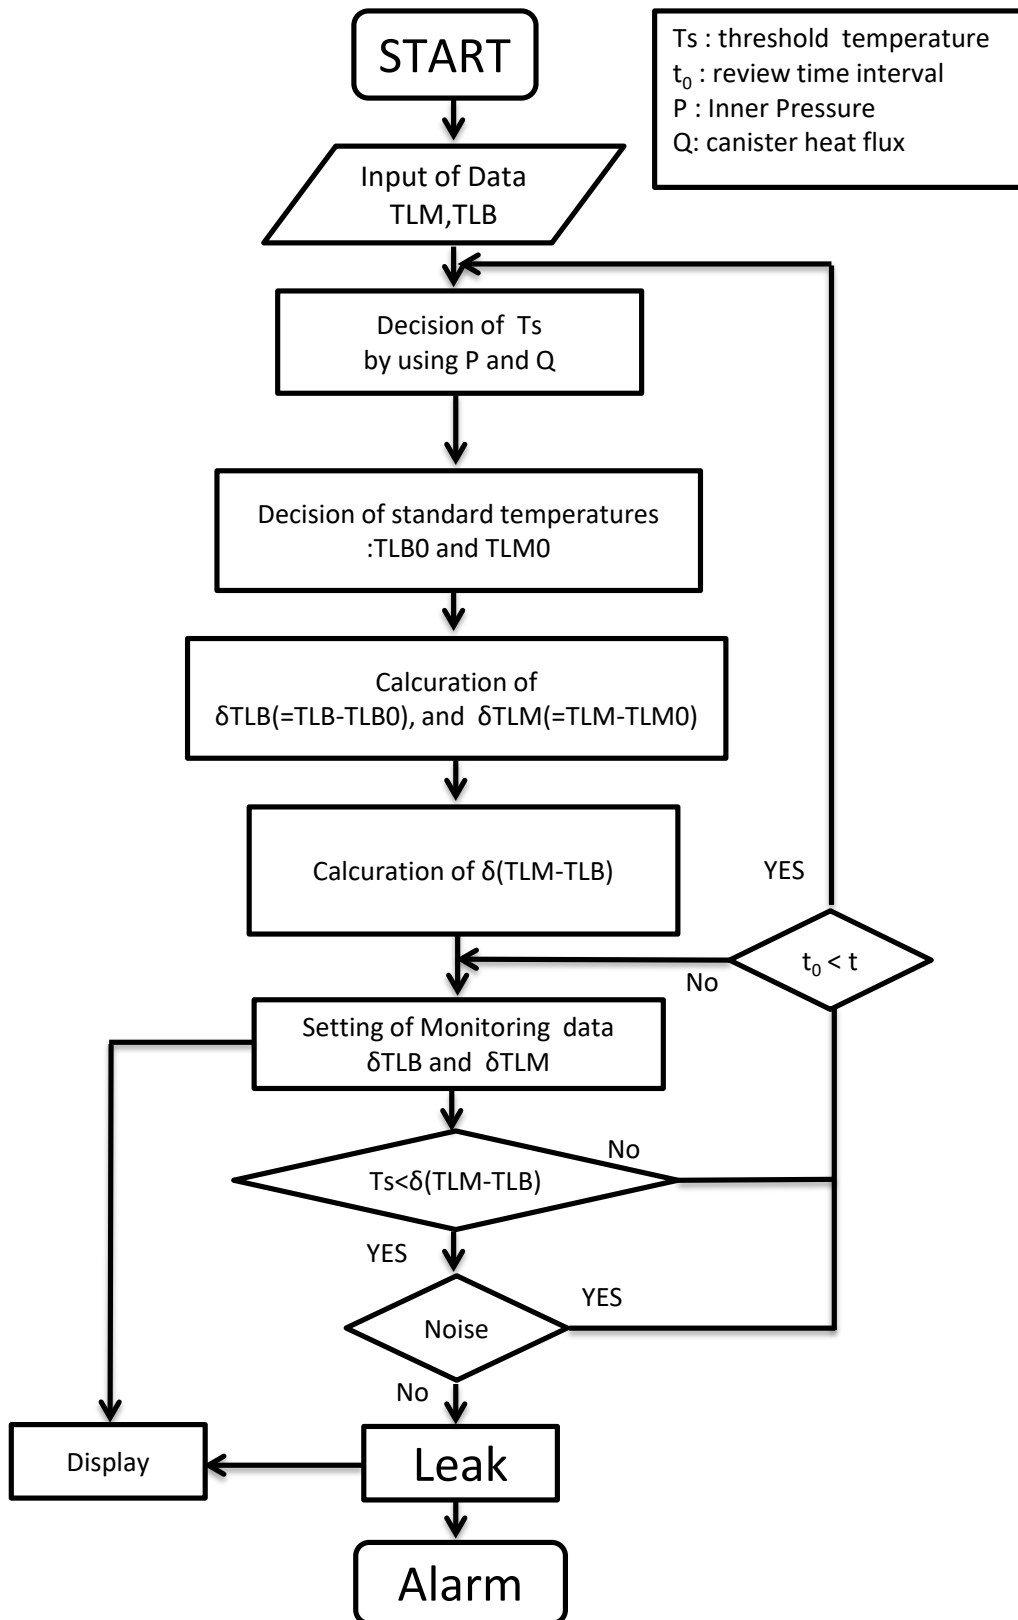 START
Ts : threshold temperature
t₀ : review time interval
P : Inner Pressure
Q: canister heat flux
Input of Data
TLM,TLB
Decision of Ts
by using P and Q
Decision of standard temperatures
:TLB0 and TLM0
Calcuration of
δTLB(=TLB-TLB0), and δTLM(=TLM-TLM0)
Calcuration of δ(TLM-TLB)
YES
t₀ < t
No
Setting of Monitoring data
δTLB and δTLM
No
Ts<δ(TLM-TLB)
YES
YES
Noise
No
Display
Leak
Alarm